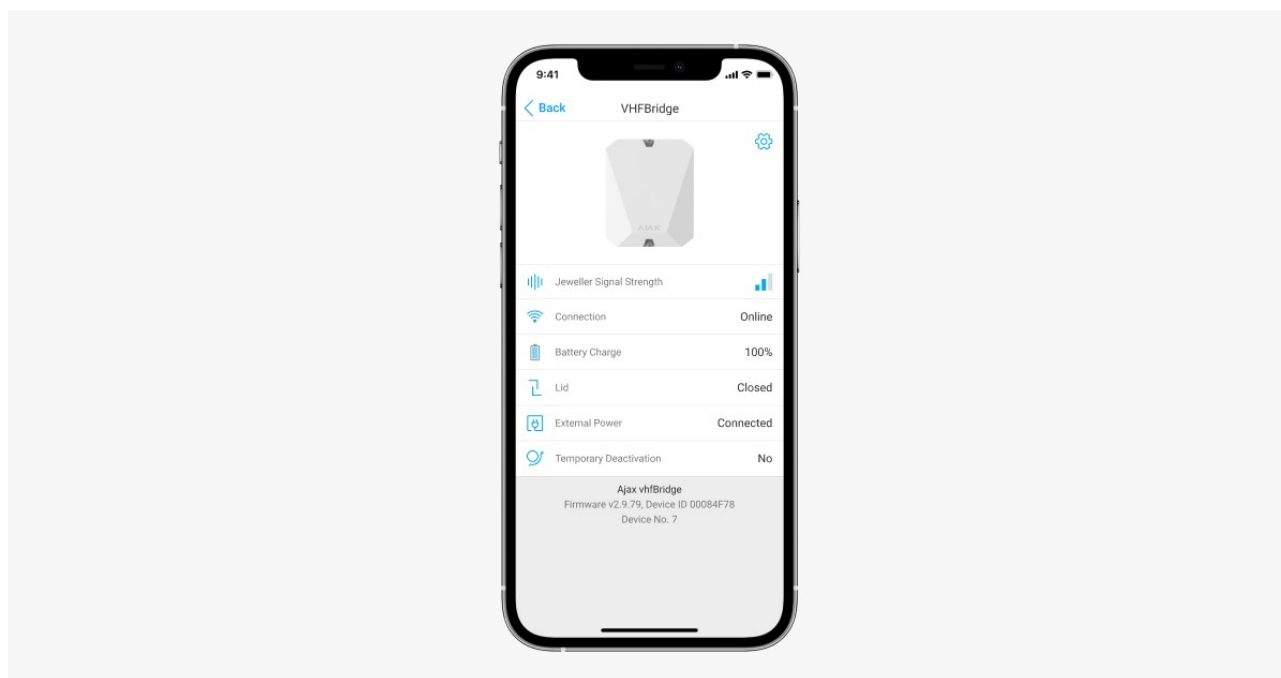 9:41
Back VHFBridge
AJAX
Jeweller Signal Strength
Connection Online
Battery Charge 100%
Lid Closed
External Power Connected
Temporary Deactivation No
Ajax vhfBridge
Firmware v2.9.79, Device ID 00084F78
Device No. 7